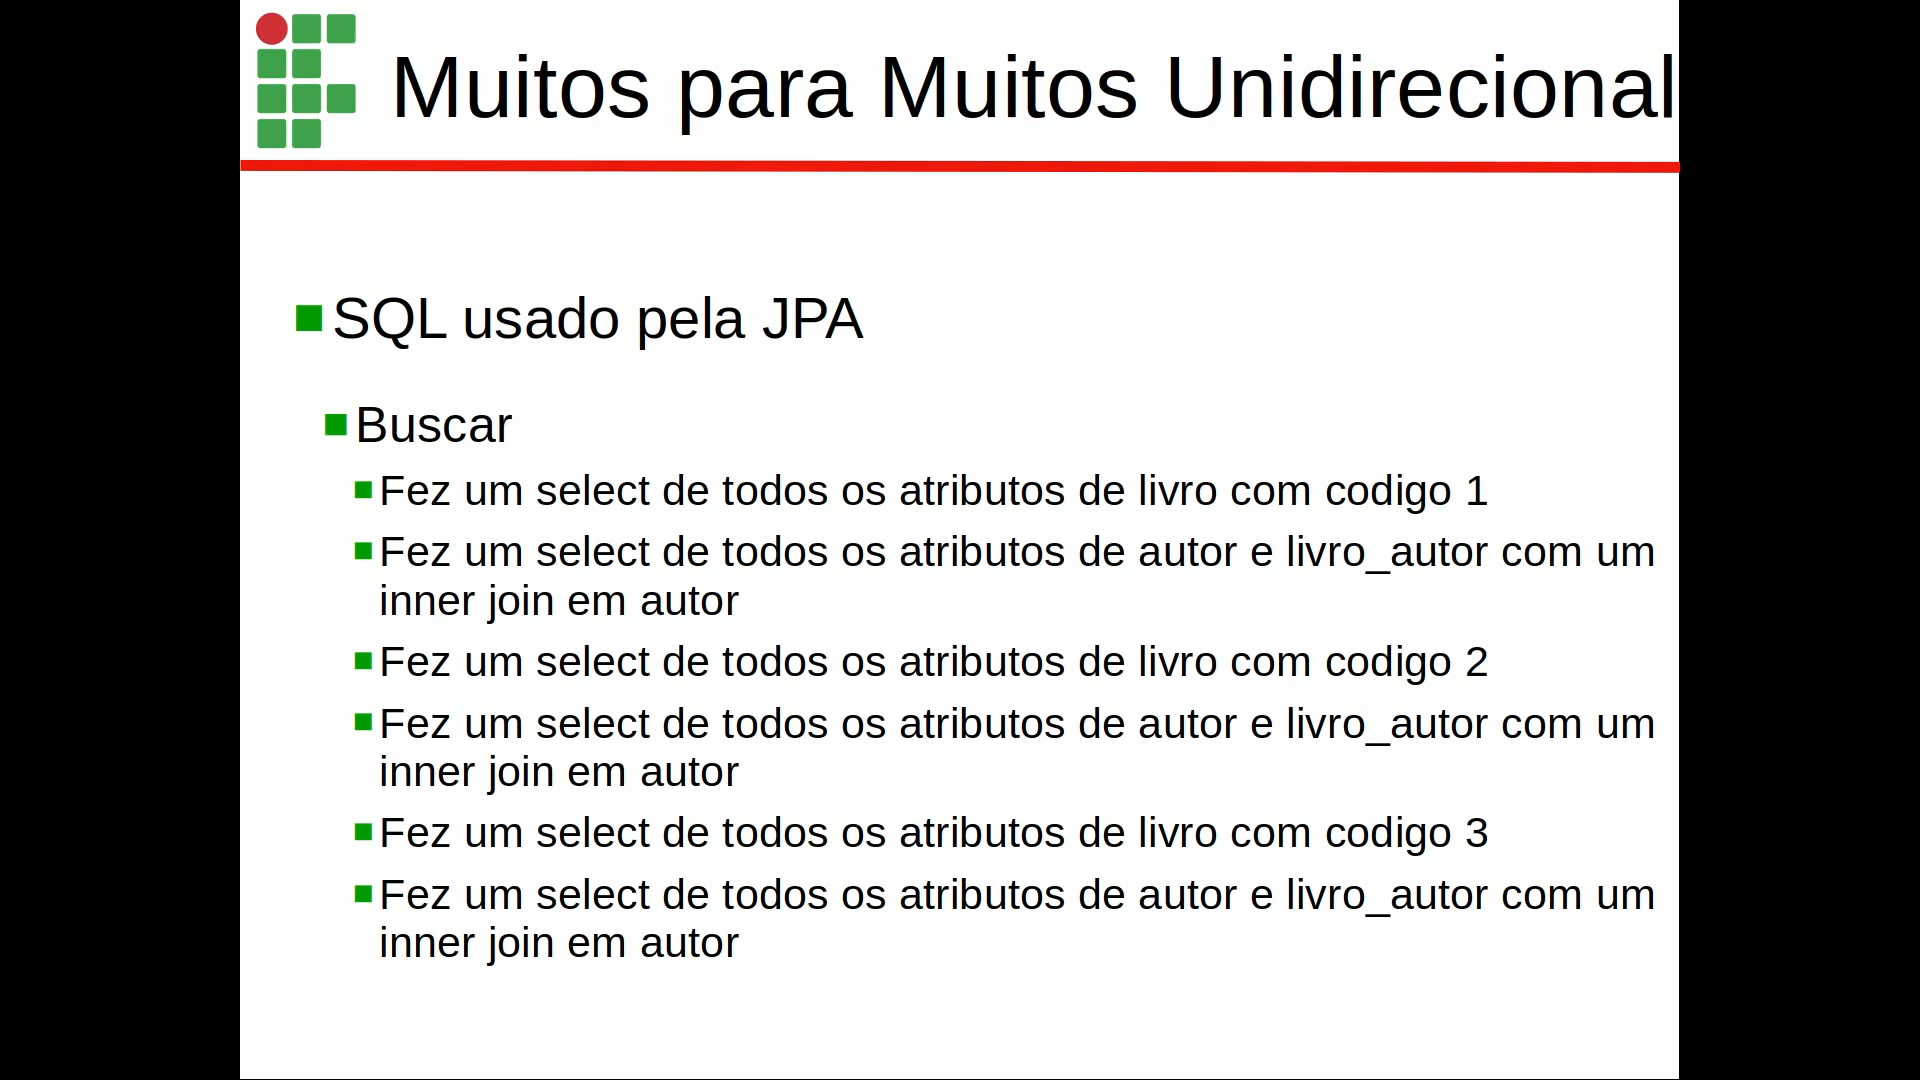 Muitos para Muitos Unidirecional
SQL usado pela JPA
Buscar
Fez um select de todos os atributos de livro com codigo 1
Fez um select de todos os atributos de autor e livro_autor com um
inner join em autor
Fez um select de todos os atributos de livro com codigo 2
Fez um select de todos os atributos de autor e livro_autor com um
inner join em autor
Fez um select de todos os atributos de livro com codigo 3
Fez um select de todos os atributos de autor e livro_autor com um
inner join em autor